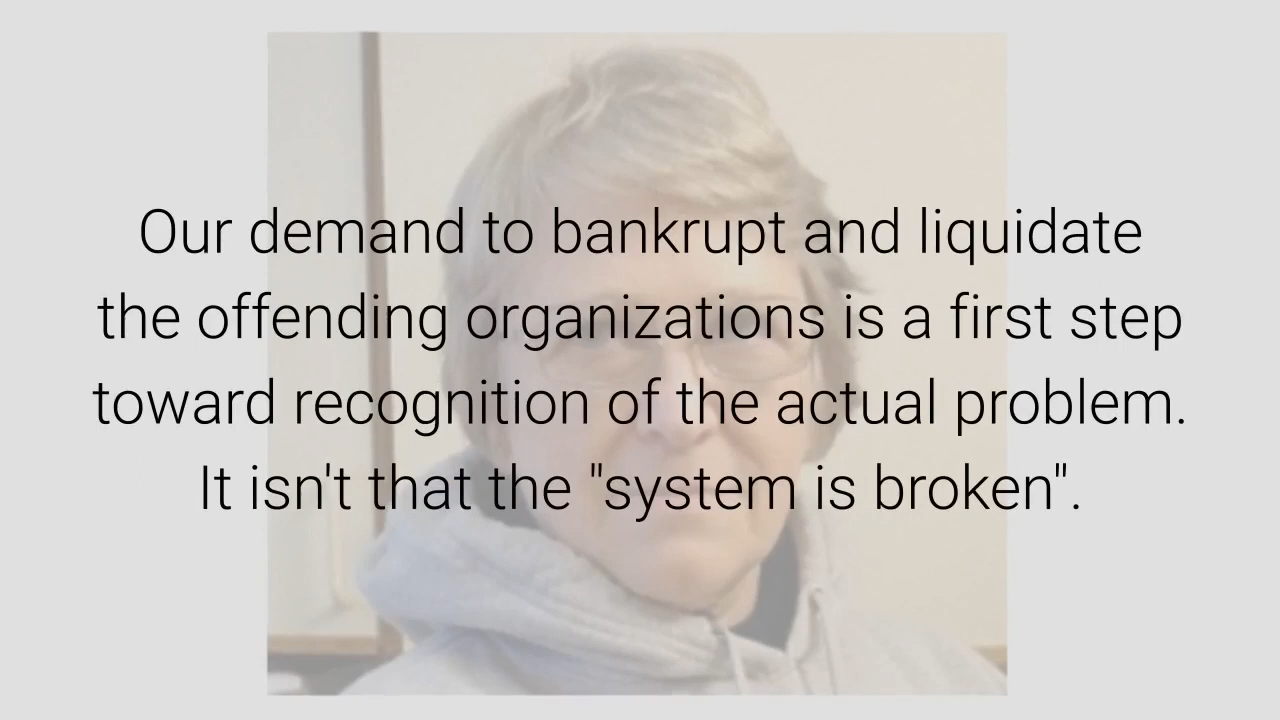 Our demand to bankrupt and liquidate
the offending organizations is a first step
toward recognition of the actual problem.
It isn't that the "system is broken".